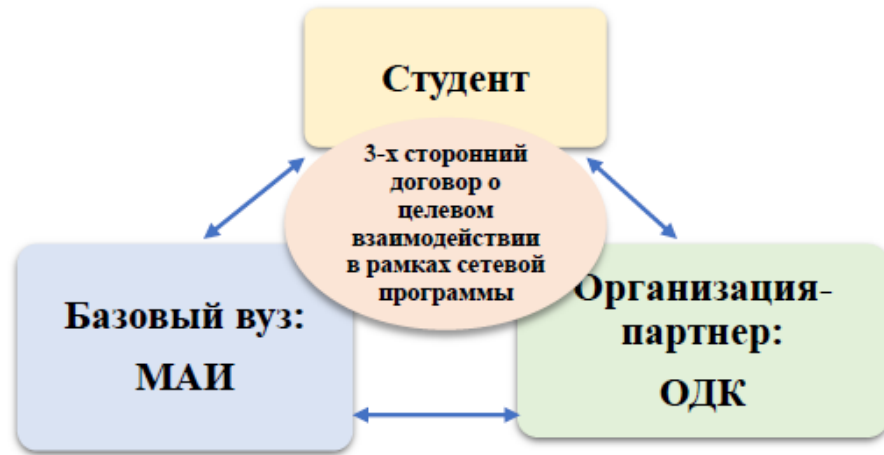 Студент
3-х сторонний
договор о
целевом
взаимодействии
в рамках сетевой
программы
Базовый вуз:
МАИ
Организация-
партнер:
ОДК